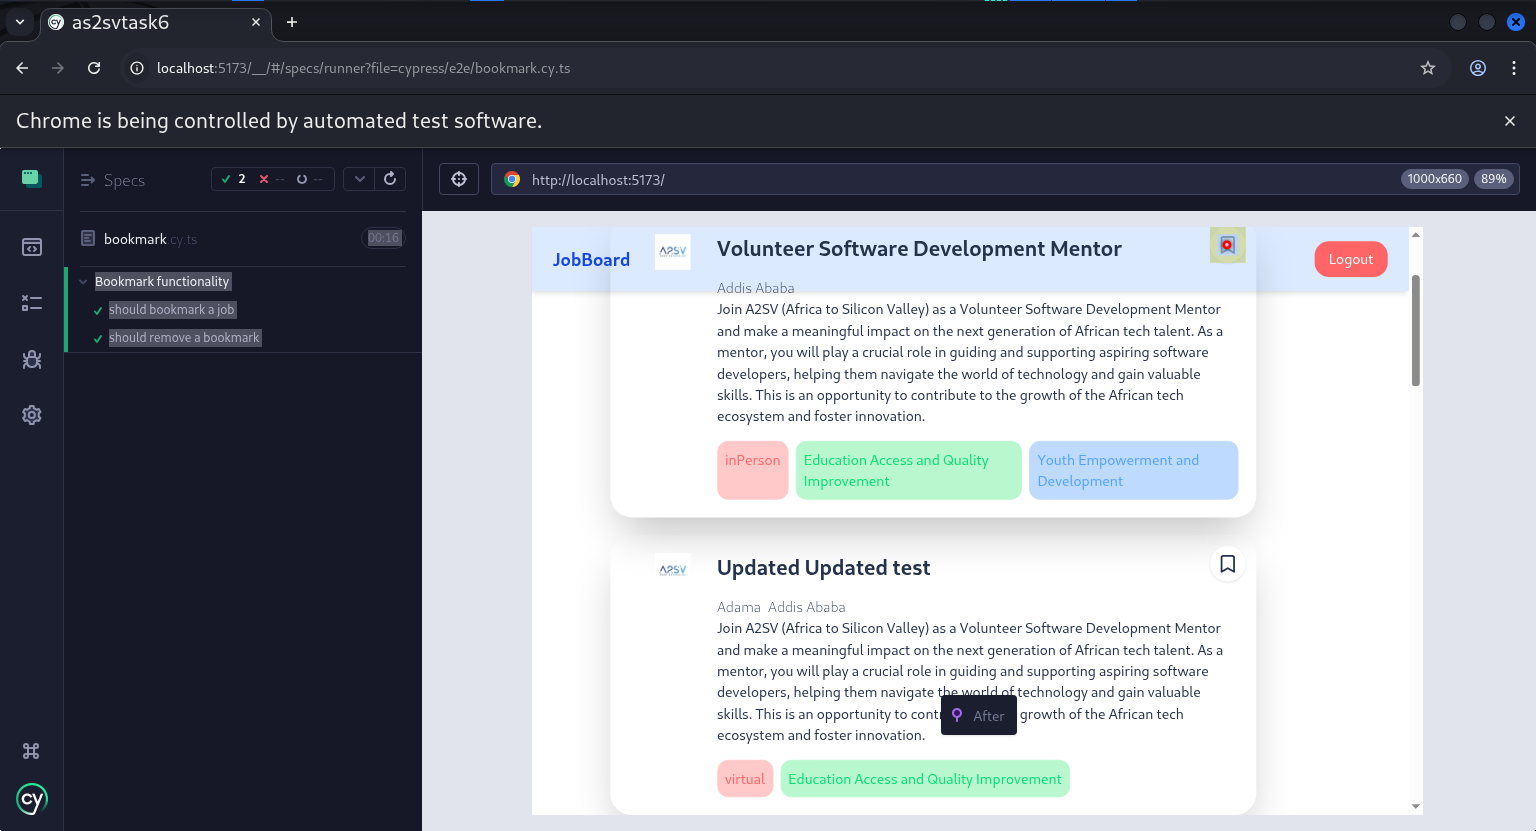 as2svtask6
localhost:5173/__/#/specs/runner?file=cypress/e2e/bookmark.cy.ts
Chrome is being controlled by automated test software.
Specs
2 -- --
http://localhost:5173/
1000x660
89%
bookmark.cy.ts
00:16
Bookmark functionality
should bookmark a job
should remove a bookmark
cy
JobBoard
A2SV
Volunteer Software Development Mentor
Logout
Addis Ababa
Join A2SV (Africa to Silicon Valley) as a Volunteer Software Development Mentor
and make a meaningful impact on the next generation of African tech talent. As a
mentor, you will play a crucial role in guiding and supporting aspiring software
developers, helping them navigate the world of technology and gain valuable
skills. This is an opportunity to contribute to the growth of the African tech
ecosystem and foster innovation.
inPerson
Education Access and Quality
Improvement
Youth Empowerment and
Development
A2SV
Updated Updated test
Adama Addis Ababa
Join A2SV (Africa to Silicon Valley) as a Volunteer Software Development Mentor
and make a meaningful impact on the next generation of African tech talent. As a
mentor, you will play a crucial role in guiding and supporting aspiring software
developers, helping them navigate the world of technology and gain valuable
skills. This is an opportunity to cont growth of the African tech
ecosystem and foster innovation.
After
virtual
Education Access and Quality Improvement